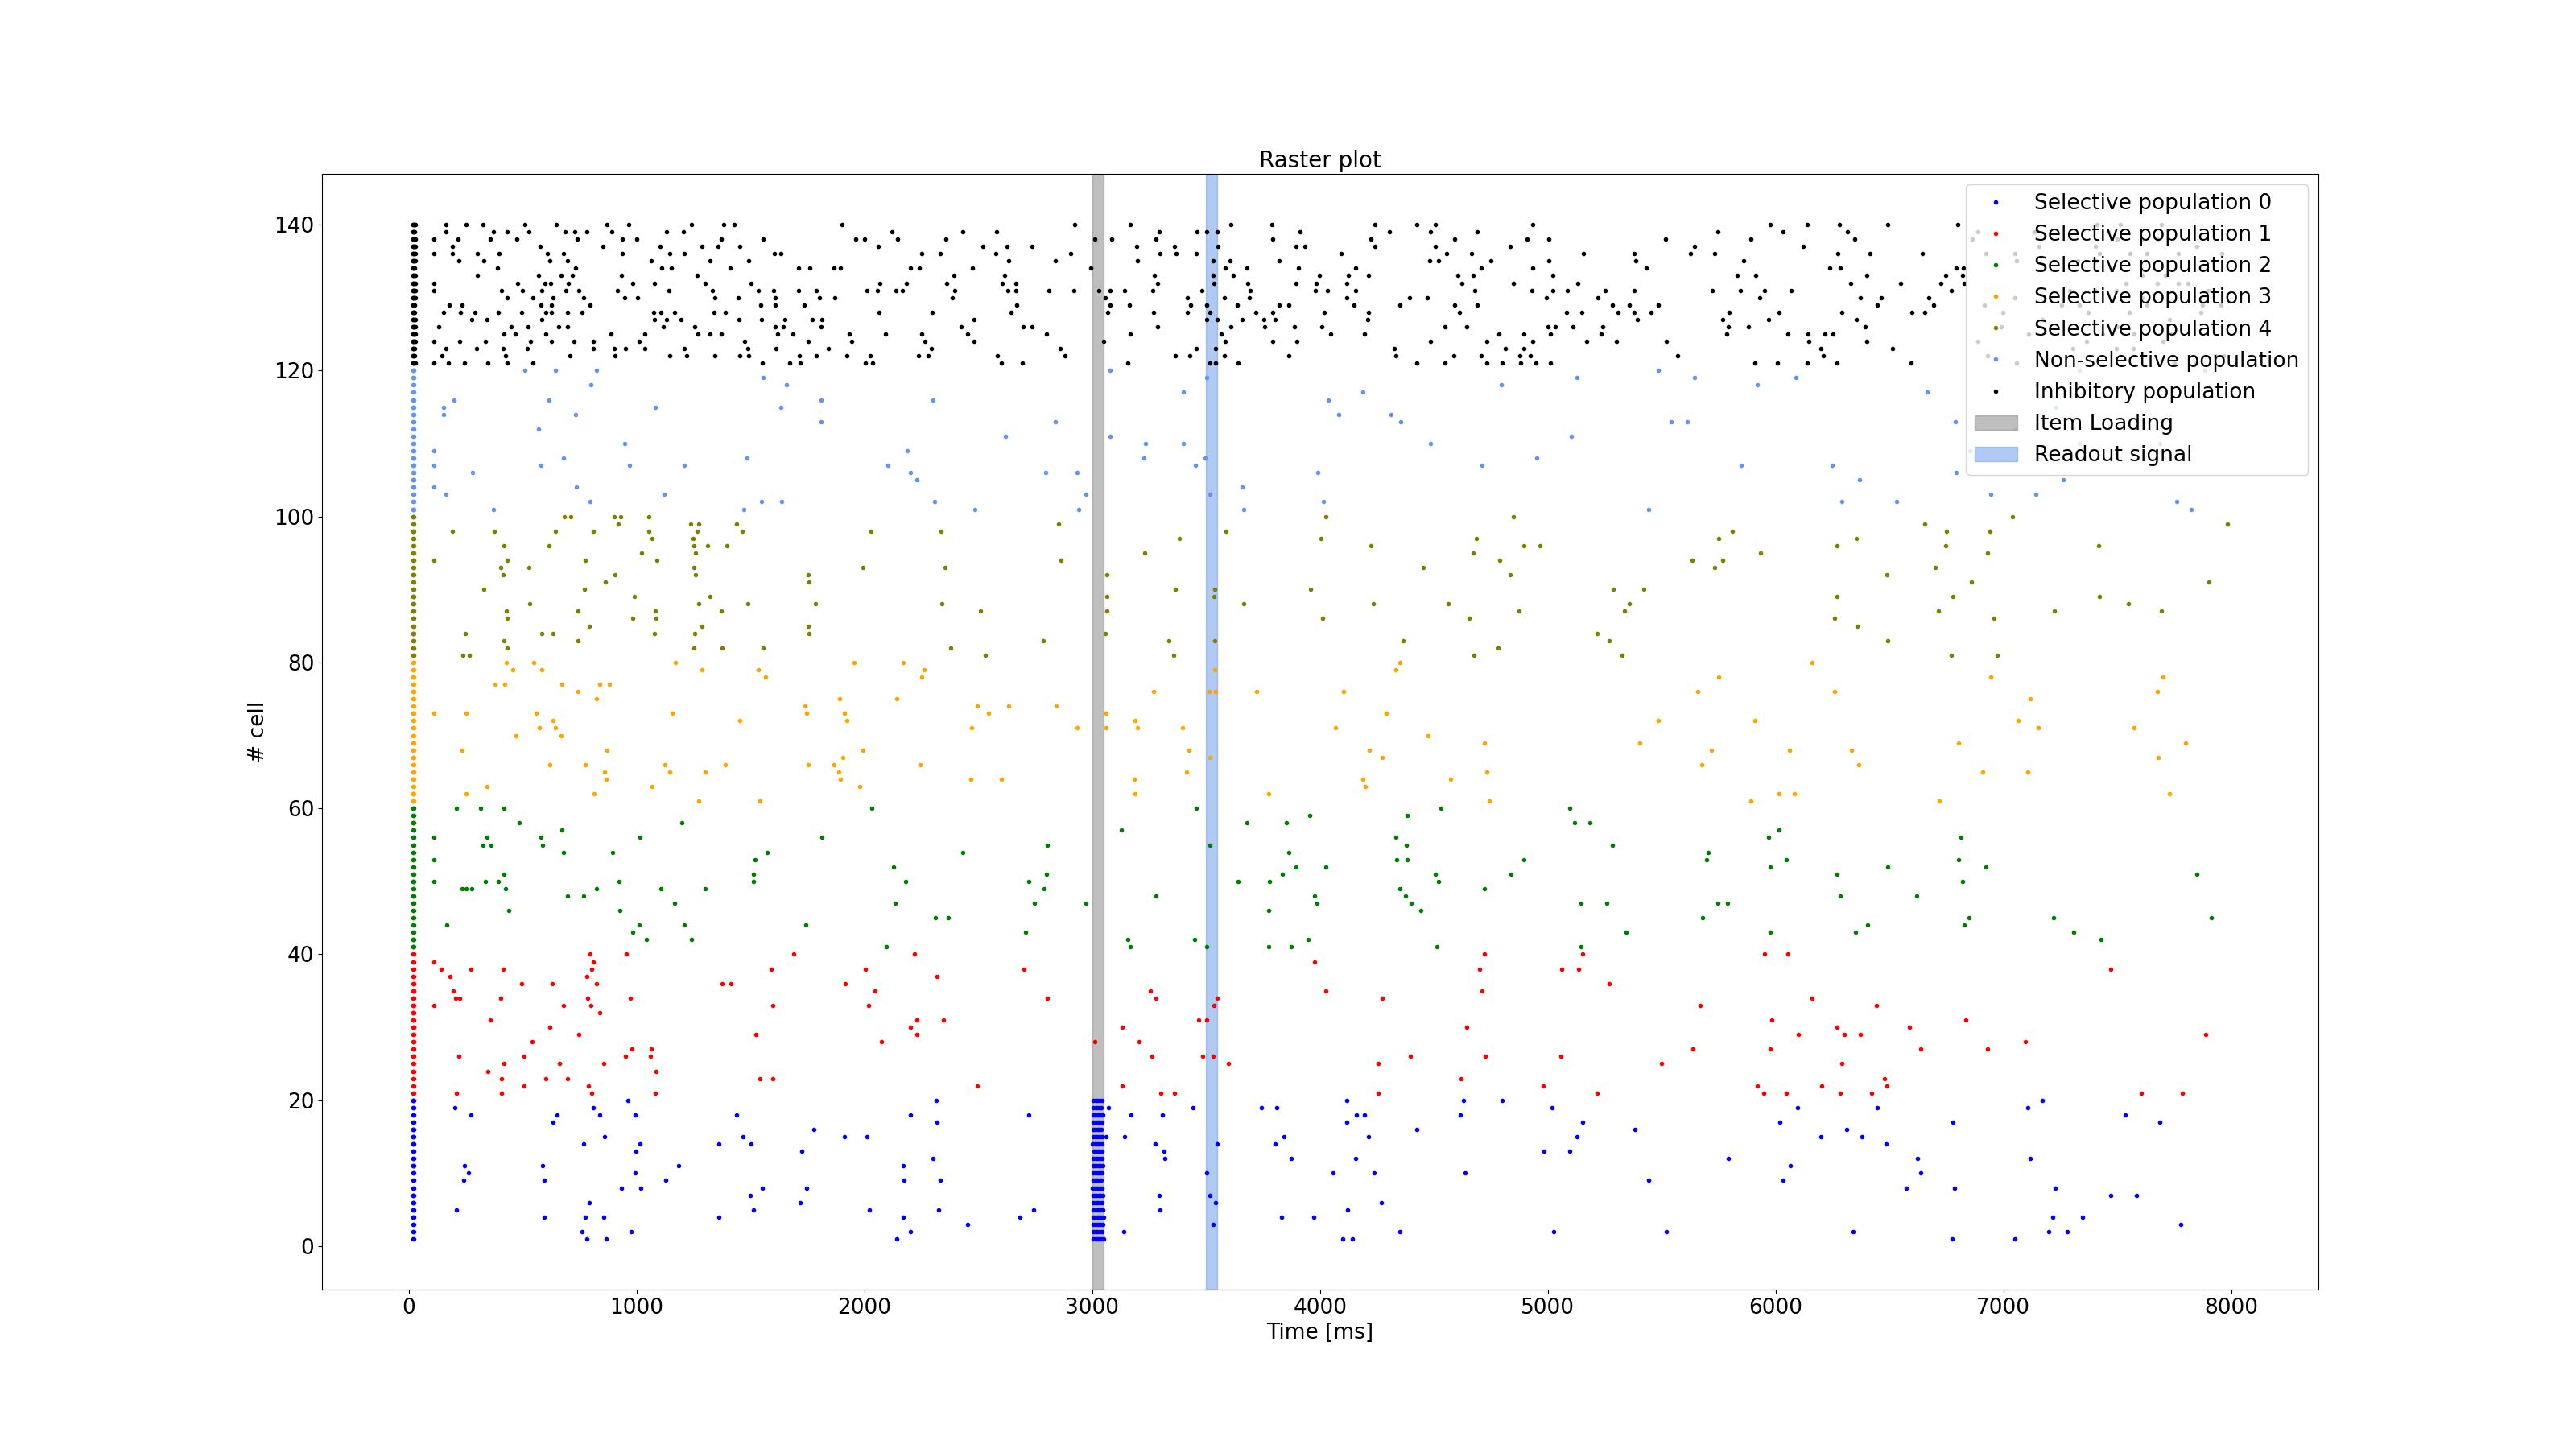 Raster plot
Selective population 0
Selective population 1
Selective population 2
Selective population 3
Selective population 4
Non-selective population
Inhibitory population
Item Loading
Readout signal
# cell
140
120
100
80
60
40
20
0
0 1000 2000 3000 4000 5000 6000 7000 8000
Time [ms]